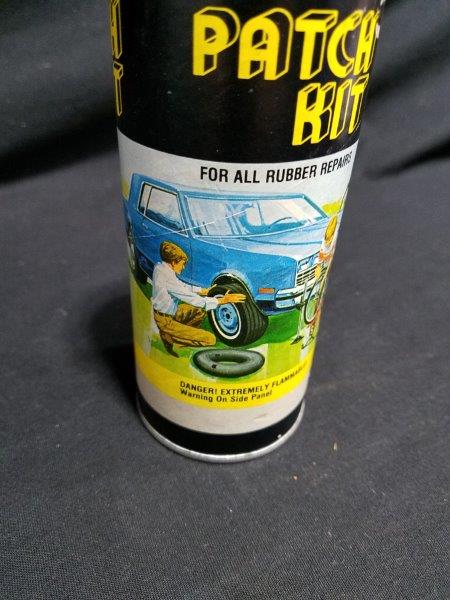 PATCH
KIT
FOR ALL RUBBER REPAIRS
DANGER! EXTREMELY FLAMMABLE
Warning On Side Panel